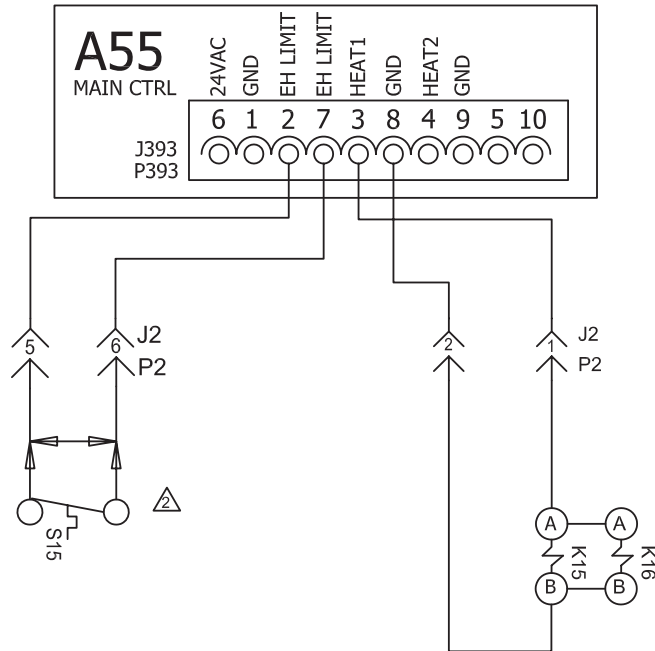 A55
MAIN CTRL
24VAC
GND
EH LIMIT
EH LIMIT
HEAT1
GND
HEAT2
GND
6 1 2 7 3 8 4 9 5 10
J393
P393
5
6
J2
P2
2
1
J2
P2
S15
2
A A
K15
K16
B B